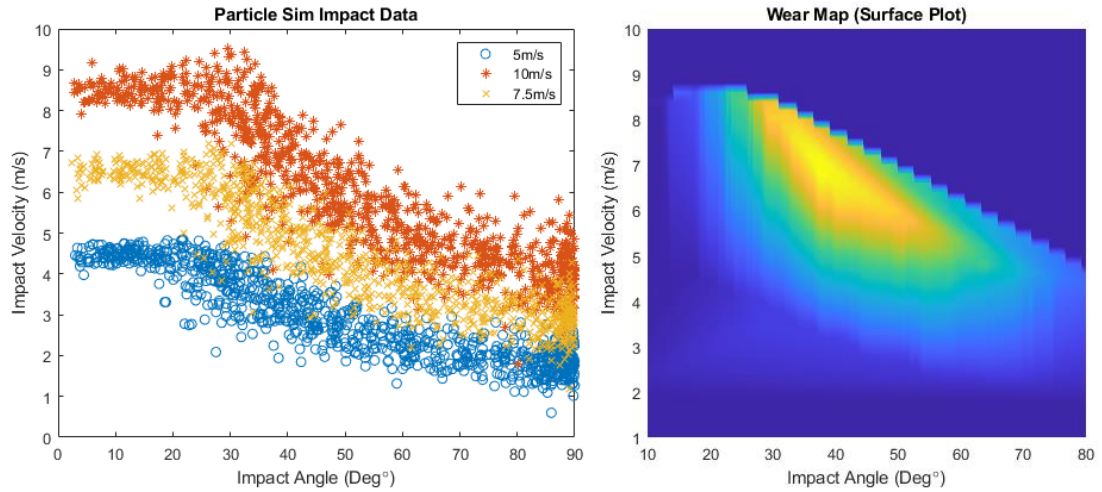 Particle Sim Impact Data
10
9
8
7
6
5
4
3
2
1
0
Impact Velocity (m/s)
5m/s
10m/s
7.5m/s
0 10 20 30 40 50 60 70 80 90
Impact Angle (Deg°)
Wear Map (Surface Plot)
10
9
8
7
6
5
4
3
2
1
Impact Velocity (m/s)
10 20 30 40 50 60 70 80
Impact Angle (Deg°)